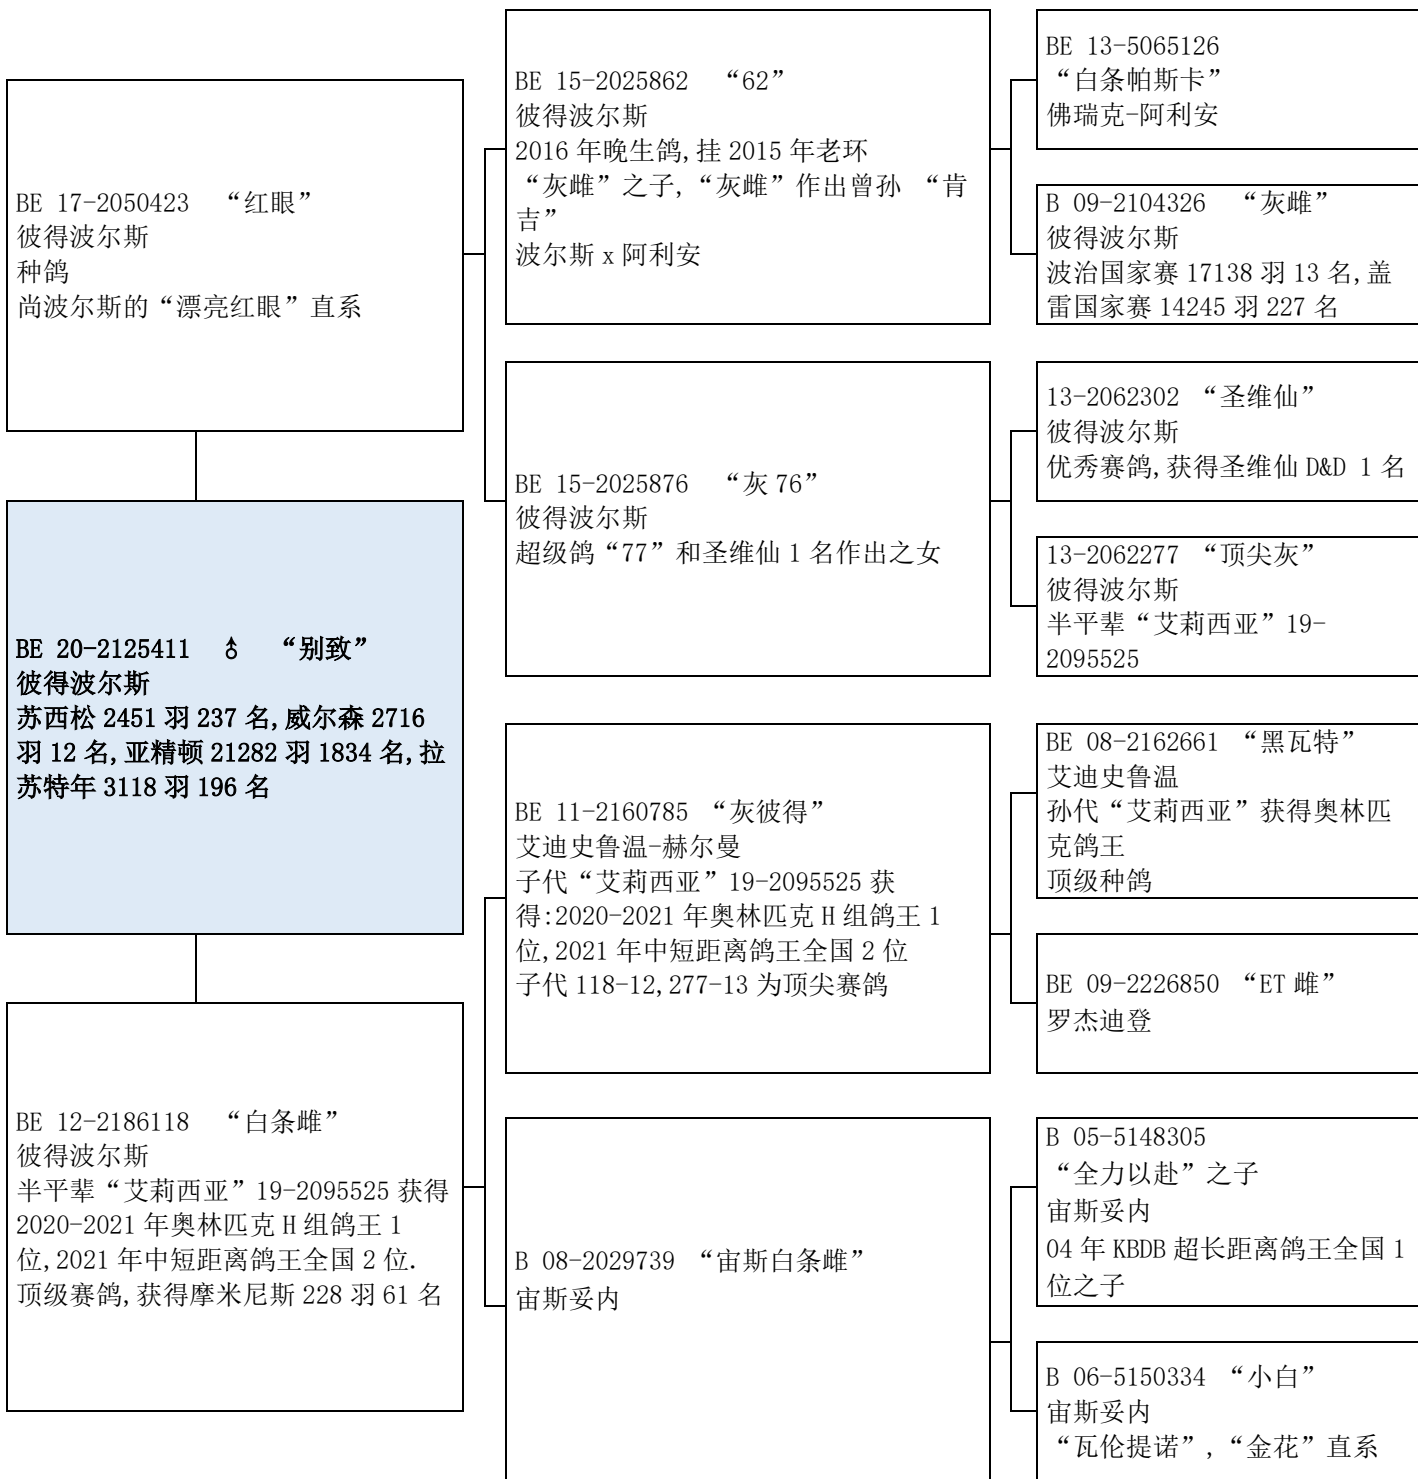 BE 17-2050423 “红眼”
彼得波尔斯
种鸽
尚波尔斯的“漂亮红眼”直系
BE 20-2125411 ♂ “别致”
彼得波尔斯
苏西松 2451 羽 237 名,威尔森 2716
羽 12 名,亚精顿 21282 羽 1834 名,拉
苏特年 3118 羽 196 名
BE 12-2186118 “白条雌”
彼得波尔斯
半平辈“艾莉西亚”19-2095525 获得
2020-2021 年奥林匹克 H 组鸽王 1
位,2021 年中短距离鸽王全国 2 位.
顶级赛鸽,获得摩米尼斯 228 羽 61 名
BE 15-2025862 “62”
彼得波尔斯
2016 年晚生鸽,挂 2015 年老环
“灰雌”之子,“灰雌”作出曾孙 “肯
吉”
波尔斯 x 阿利安
BE 15-2025876 “灰 76”
彼得波尔斯
超级鸽“77”和圣维仙 1 名作出之女
BE 11-2160785 “灰彼得”
艾迪史鲁温-赫尔曼
子代“艾莉西亚”19-2095525 获
得:2020-2021 年奥林匹克 H 组鸽王 1
位,2021 年中短距离鸽王全国 2 位
子代 118-12,277-13 为顶尖赛鸽
B 08-2029739 “宙斯白条雌”
宙斯妥内
BE 13-5065126
“白条帕斯卡”
佛瑞克-阿利安
B 09-2104326 “灰雌”
彼得波尔斯
波治国家赛 17138 羽 13 名,盖
雷国家赛 14245 羽 227 名
13-2062302 “圣维仙”
彼得波尔斯
优秀赛鸽,获得圣维仙 D&D 1 名
13-2062277 “顶尖灰”
彼得波尔斯
半平辈“艾莉西亚”19-
2095525
BE 08-2162661 “黑瓦特”
艾迪史鲁温
孙代“艾莉西亚”获得奥林匹
克鸽王
顶级种鸽
BE 09-2226850 “ET 雌”
罗杰迪登
B 05-5148305
“全力以赴”之子
宙斯妥内
04 年 KBDB 超长距离鸽王全国 1
位之子
B 06-5150334 “小白”
宙斯妥内
“瓦伦提诺”,“金花”直系